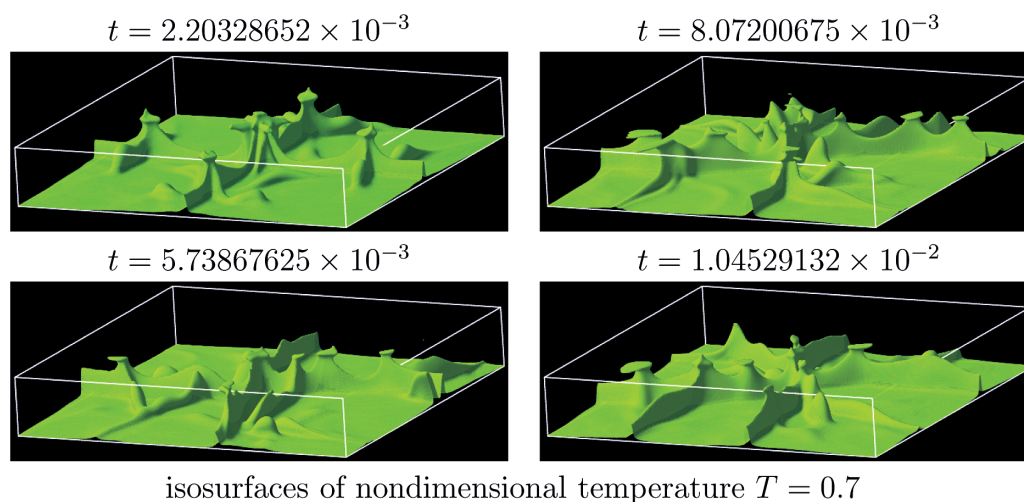 t = 2.20328652 × 10⁻³
t = 8.07200675 × 10⁻³
t = 5.73867625 × 10⁻³
t = 1.04529132 × 10⁻²
isosurfaces of nondimensional temperature T = 0.7